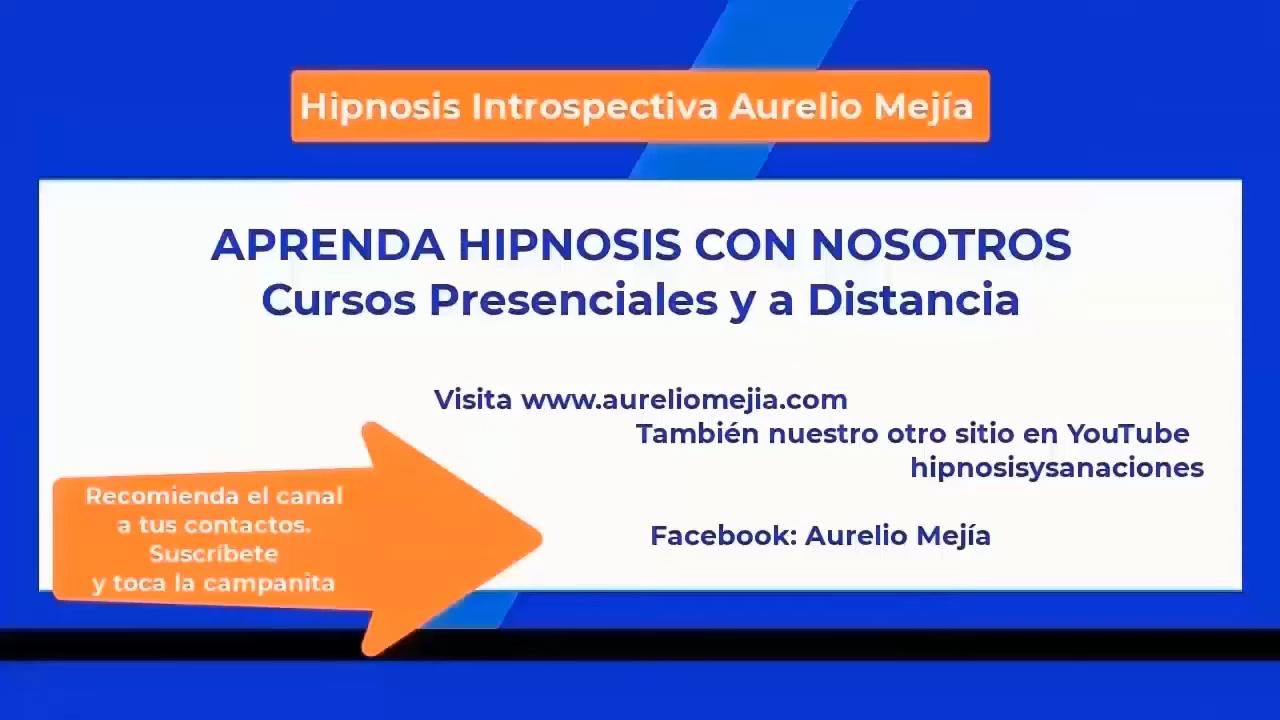 Hipnosis Introspectiva Aurelio Mejía
APRENDA HIPNOSIS CON NOSOTROS
Cursos Presenciales y a Distancia
Visita www.aureliomejia.com
También nuestro otro sitio en YouTube
hipnosisysanaciones
Facebook: Aurelio Mejía
Recomienda el canal
a tus contactos.
Suscríbete
y toca la campanita